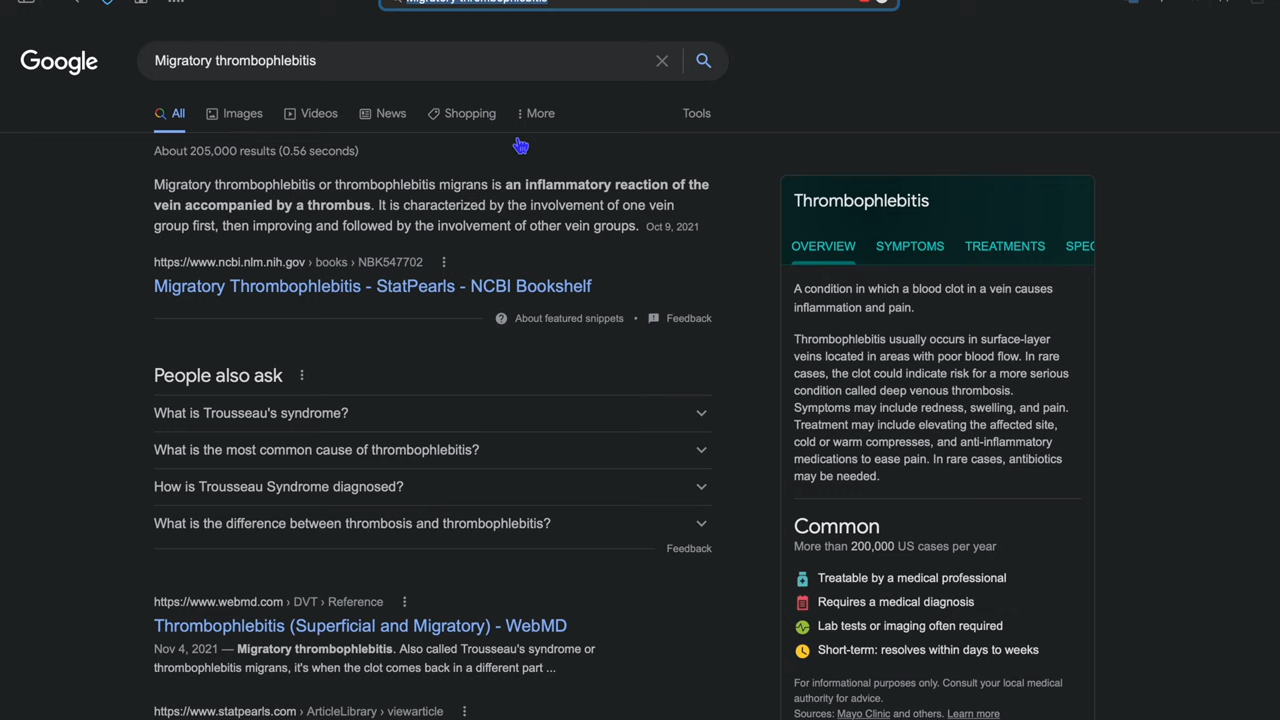 Migratory thrombophlebitis
Google
Migratory thrombophlebitis
All
Images
Videos
News
Shopping
More
Tools
About 205,000 results (0.56 seconds)
Migratory thrombophlebitis or thrombophlebitis migrans is an inflammatory reaction of the
vein accompanied by a thrombus. It is characterized by the involvement of one vein
group first, then improving and followed by the involvement of other vein groups. Oct 9, 2021
https://www.ncbi.nlm.nih.gov › books › NBK547702
Migratory Thrombophlebitis - StatPearls - NCBI Bookshelf
About featured snippets • Feedback
People also ask
What is Trousseau's syndrome?
What is the most common cause of thrombophlebitis?
How is Trousseau Syndrome diagnosed?
What is the difference between thrombosis and thrombophlebitis?
Feedback
https://www.webmd.com › DVT › Reference
Thrombophlebitis (Superficial and Migratory) - WebMD
Nov 4, 2021 — Migratory thrombophlebitis. Also called Trousseau's syndrome or
thrombophlebitis migrans, it's when the clot comes back in a different part ...
https://www.statpearls.com › ArticleLibrary › viewarticle
Thrombophlebitis
OVERVIEW
SYMPTOMS
TREATMENTS
SPEC
A condition in which a blood clot in a vein causes
inflammation and pain.
Thrombophlebitis usually occurs in surface-layer
veins located in areas with poor blood flow. In rare
cases, the clot could indicate risk for a more serious
condition called deep venous thrombosis.
Symptoms may include redness, swelling, and pain.
Treatment may include elevating the affected site,
cold or warm compresses, and anti-inflammatory
medications to ease pain. In rare cases, antibiotics
may be needed.
Common
More than 200,000 US cases per year
Treatable by a medical professional
Requires a medical diagnosis
Lab tests or imaging often required
Short-term: resolves within days to weeks
For informational purposes only. Consult your local medical
authority for advice.
Sources: Mayo Clinic and others. Learn more